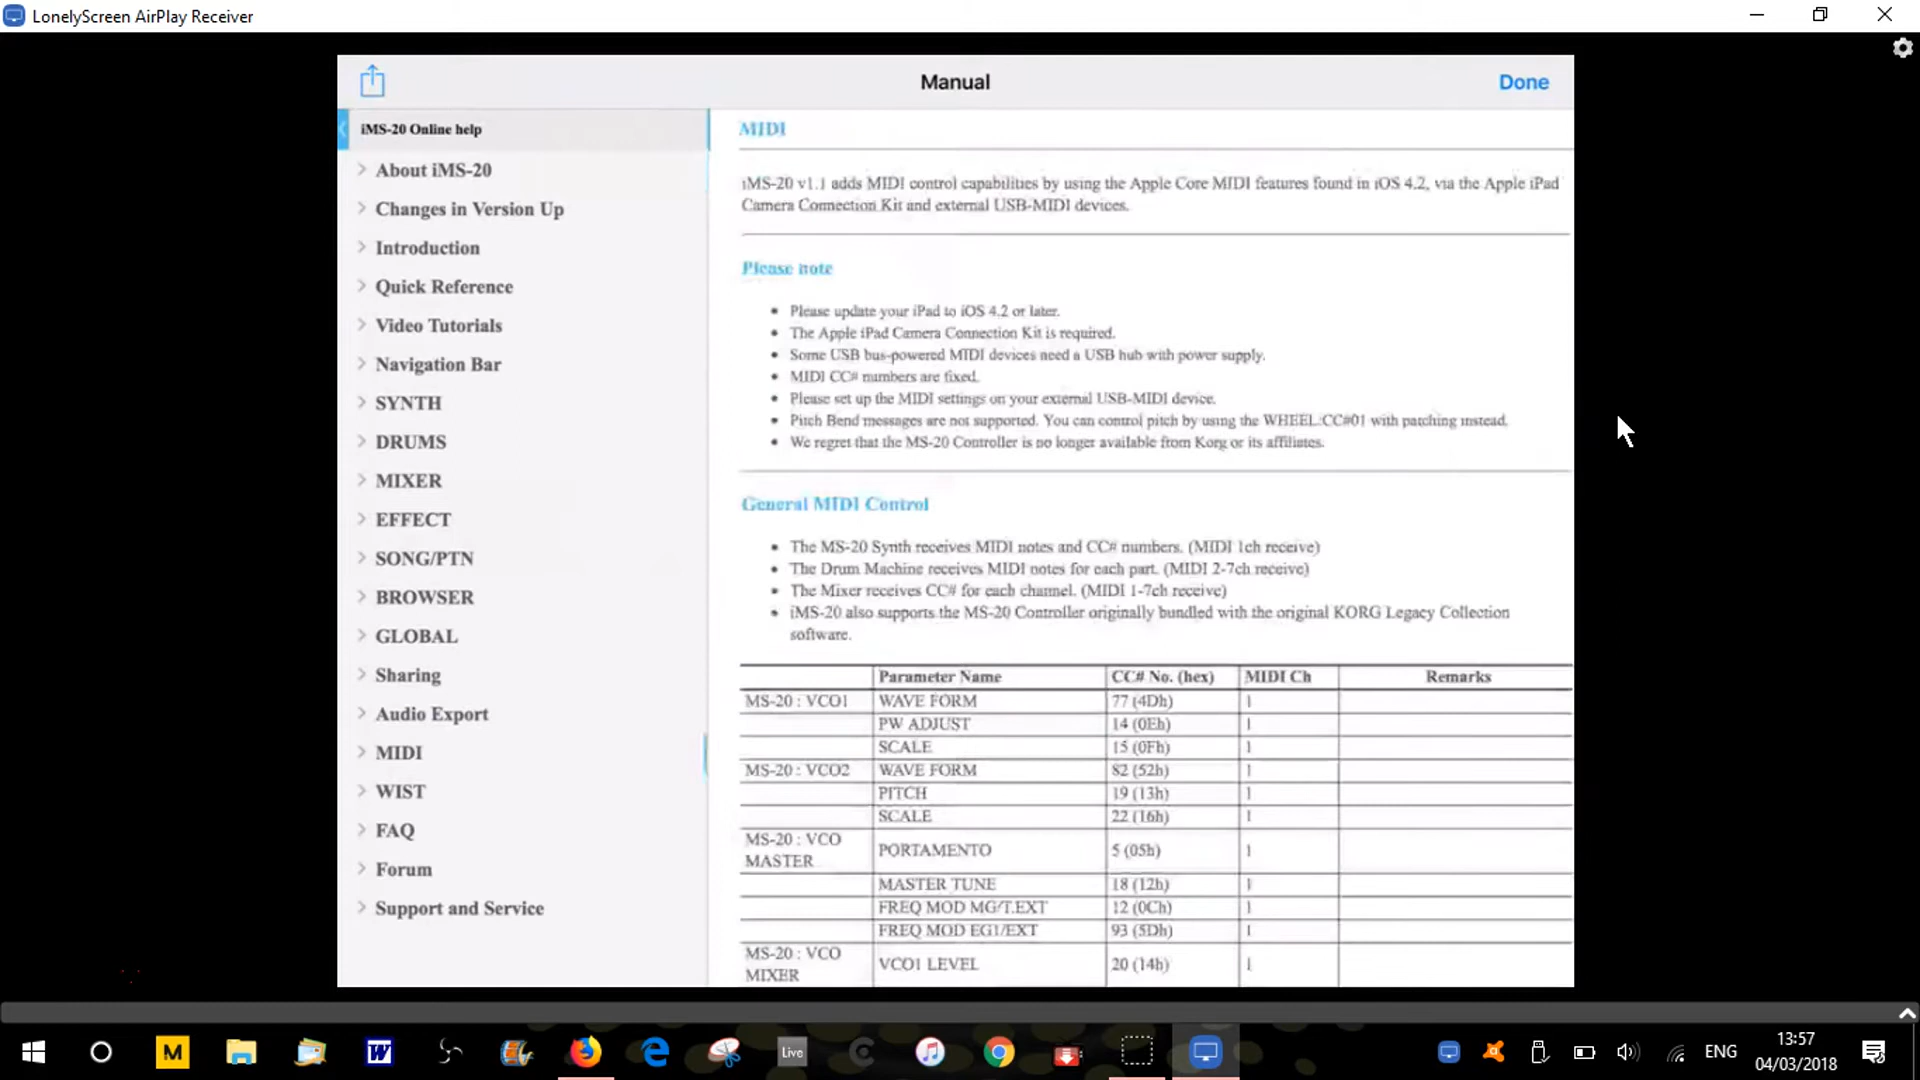 LonelyScreen AirPlay Receiver
Manual
Done
iMS-20 Online help
About iMS-20
Changes in Version Up
Introduction
Quick Reference
Video Tutorials
Navigation Bar
SYNTH
DRUMS
MIXER
EFFECT
SONG/PTN
BROWSER
GLOBAL
Sharing
Audio Export
MIDI
WIST
FAQ
Forum
Support and Service
MIDI
iMS-20 v1.1 adds MIDI control capabilities by using the Apple Core MIDI features found in iOS 4.2, via the Apple iPad
Camera Connection Kit and external USB-MIDI devices.
Please note
• Please update your iPad to iOS 4.2 or later.
• The Apple iPad Camera Connection Kit is required.
• Some USB bus-powered MIDI devices need a USB hub with power supply.
• MIDI CC# numbers are fixed.
• Please set up the MIDI settings on your external USB-MIDI device.
• Pitch Bend messages are not supported. You can control pitch by using the WHEEL:CC#01 with patching instead.
• We regret that the MS-20 Controller is no longer available from Korg or its affiliates.
General MIDI Control
• The MS-20 Synth receives MIDI notes and CC# numbers. (MIDI 1ch receive)
• The Drum Machine receives MIDI notes for each part. (MIDI 2-7ch receive)
• The Mixer receives CC# for each channel. (MIDI 1-7ch receive)
• iMS-20 also supports the MS-20 Controller originally bundled with the original KORG Legacy Collection
software.
Parameter Name CC# No. (hex) MIDI Ch Remarks
MS-20 : VCO1 WAVE FORM 77 (4Dh) 1
PW ADJUST 14 (0Eh) 1
SCALE 15 (0Fh) 1
MS-20 : VCO2 WAVE FORM 82 (52h) 1
PITCH 19 (13h) 1
SCALE 22 (16h) 1
MS-20 : VCO
MASTER PORTAMENTO 5 (05h) 1
MASTER TUNE 18 (12h) 1
FREQ MOD MG/T.EXT 12 (0Ch) 1
FREQ MOD EG1/EXT 93 (5Dh) 1
MS-20 : VCO
MIXER VCO1 LEVEL 20 (14h) 1
M
W
Live
ENG
13:57
04/03/2018